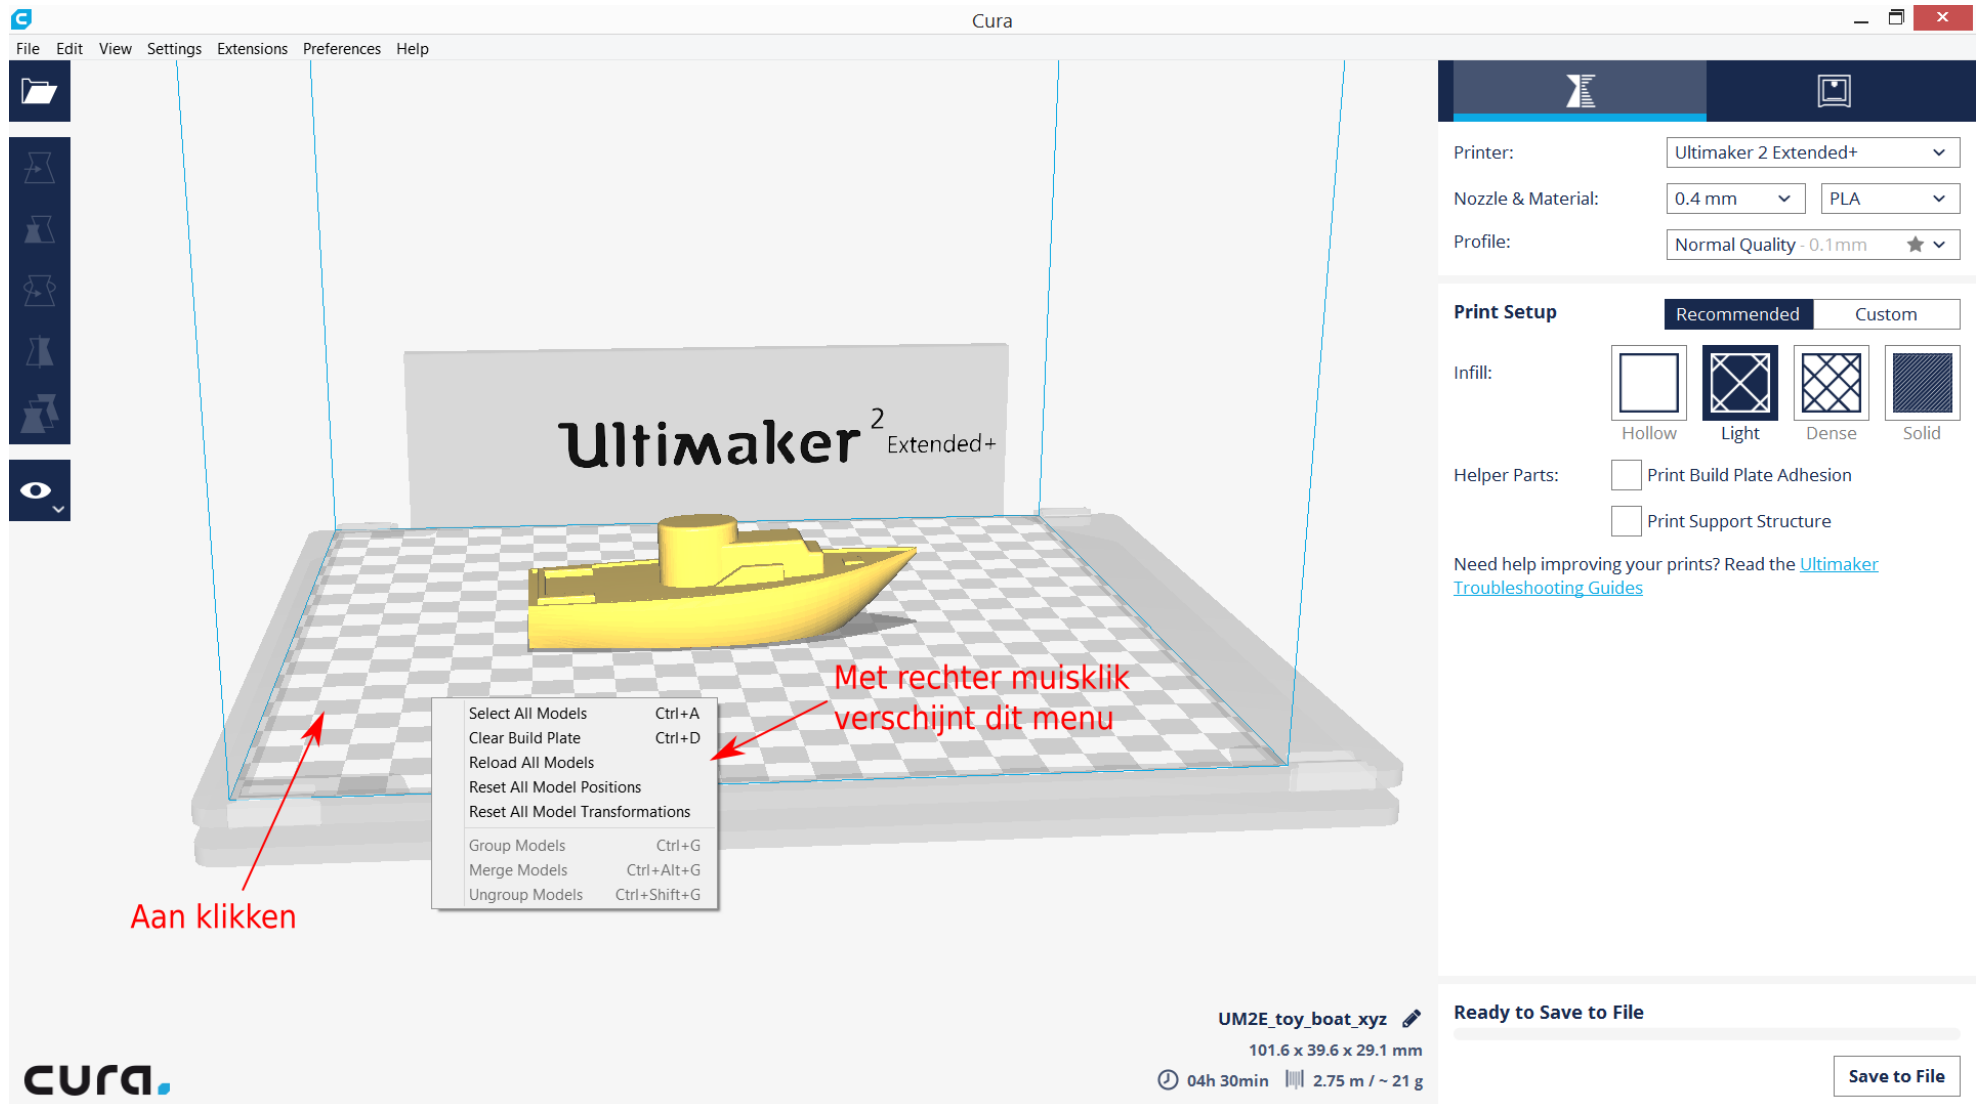 Cura
File Edit View Settings Extensions Preferences Help
Printer: Ultimaker 2 Extended+
Nozzle & Material: 0.4 mm PLA
Profile: Normal Quality - 0.1mm
Print Setup Recommended Custom
Infill:
Hollow Light Dense Solid
Helper Parts: Print Build Plate Adhesion
Print Support Structure
Need help improving your prints? Read the Ultimaker
Troubleshooting Guides
Ultimaker 2 Extended+
Met rechter muisklik
verschijnt dit menu
Select All Models Ctrl+A
Clear Build Plate Ctrl+D
Reload All Models
Reset All Model Positions
Reset All Model Transformations
Group Models Ctrl+G
Merge Models Ctrl+Alt+G
Ungroup Models Ctrl+Shift+G
Aan klikken
UM2E_toy_boat_xyz
101.6 x 39.6 x 29.1 mm
04h 30min 2.75 m / ~ 21 g
Ready to Save to File
Save to File
cura.